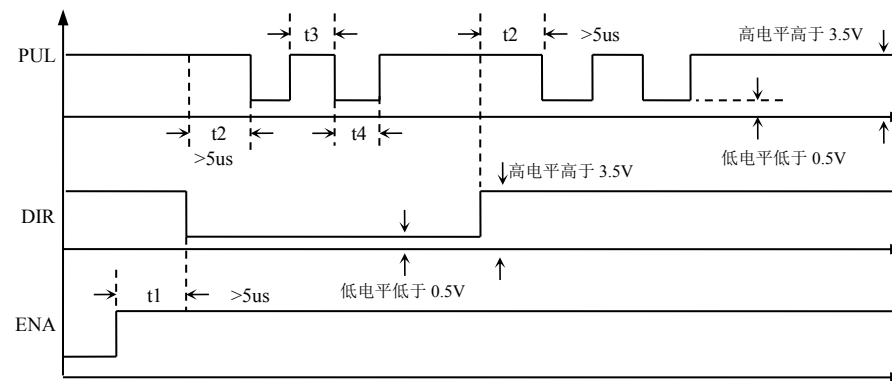 t3
t2
>5us
高电平高于 3.5V
PUL
t2
t4
>5us
低电平低于 0.5V
高电平高于 3.5V
DIR
低电平低于 0.5V
t1
>5us
ENA